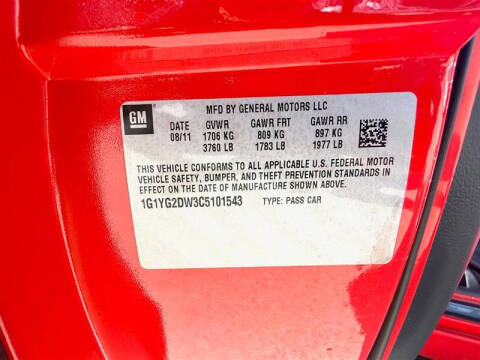 GM
MFD BY GENERAL MOTORS LLC
DATE GVWR GAWR FRT GAWR RR
08/11 1706 KG 809 KG 897 KG
3760 LB 1783 LB 1977 LB
THIS VEHICLE CONFORMS TO ALL APPLICABLE U.S. FEDERAL MOTOR
VEHICLE SAFETY, BUMPER, AND THEFT PREVENTION STANDARDS IN
EFFECT ON THE DATE OF MANUFACTURE SHOWN ABOVE.
1G1YG2DW3C5101543 TYPE: PASS CAR